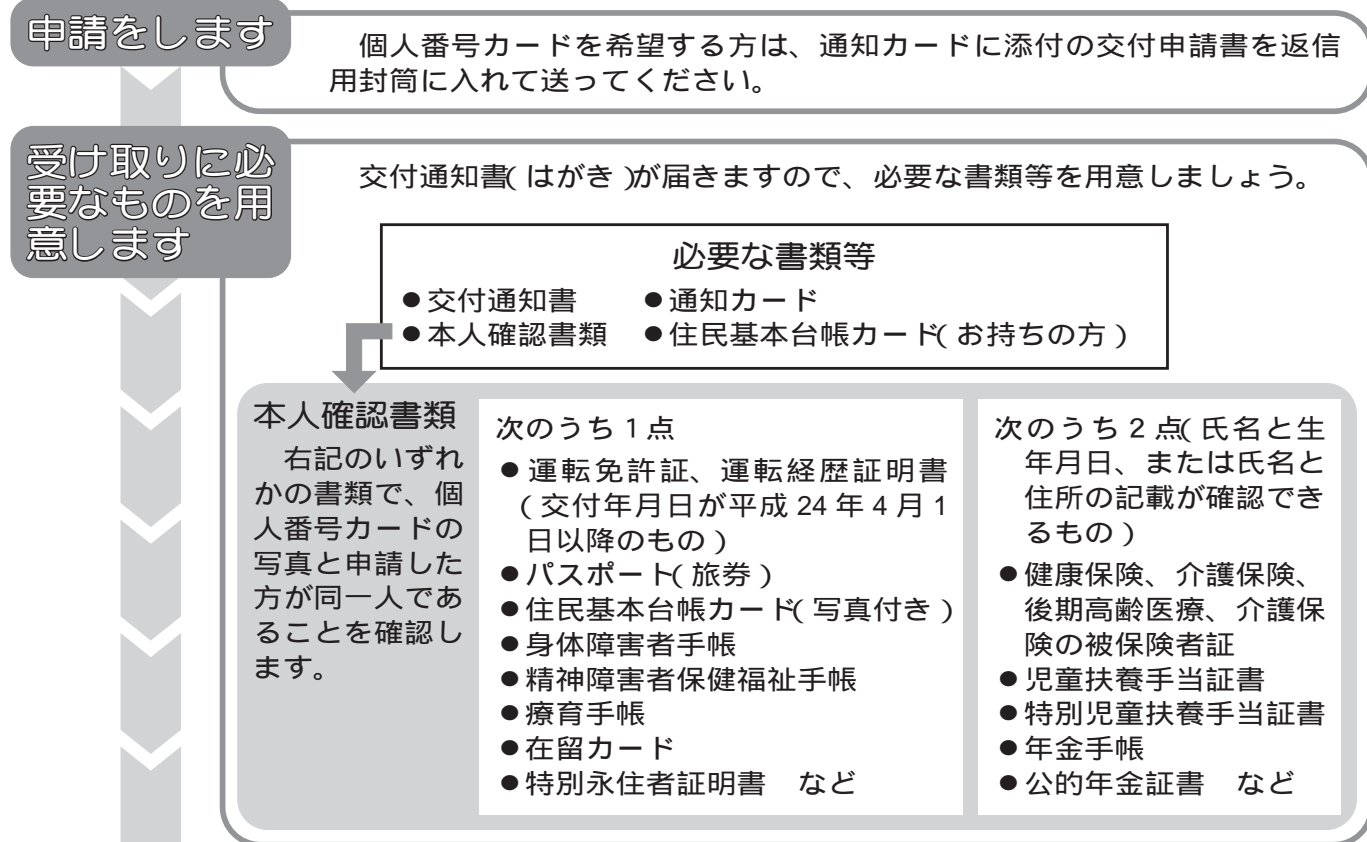 申請をします
個人番号カードを希望する方は、通知カードに添付の交付申請書を返信
用封筒に入れて送ってください。
受け取りに必
要なものを用
意します
交付通知書(はがき)が届きますので、必要な書類等を用意しましょう。
必要な書類等
●交付通知書 ●通知カード
●本人確認書類 ●住民基本台帳カード(お持ちの方)
本人確認書類
右記のいずれ
かの書類で、個
人番号カードの
写真と申請した
方が同一人であ
ることを確認し
ます。
次のうち1点
●運転免許証、運転経歴証明書
(交付年月日が平成24年4月1
日以降のもの)
●パスポート(旅券)
●住民基本台帳カード(写真付き)
●身体障害者手帳
●精神障害者保健福祉手帳
●療育手帳
●在留カード
●特別永住者証明書 など
次のうち2点(氏名と生
年月日、または氏名と
住所の記載が確認でき
るもの)
●健康保険、介護保険、
後期高齢医療、介護保
険の被保険者証
●児童扶養手当証書
●特別児童扶養手当証書
●年金手帳
●公的年金証書 など